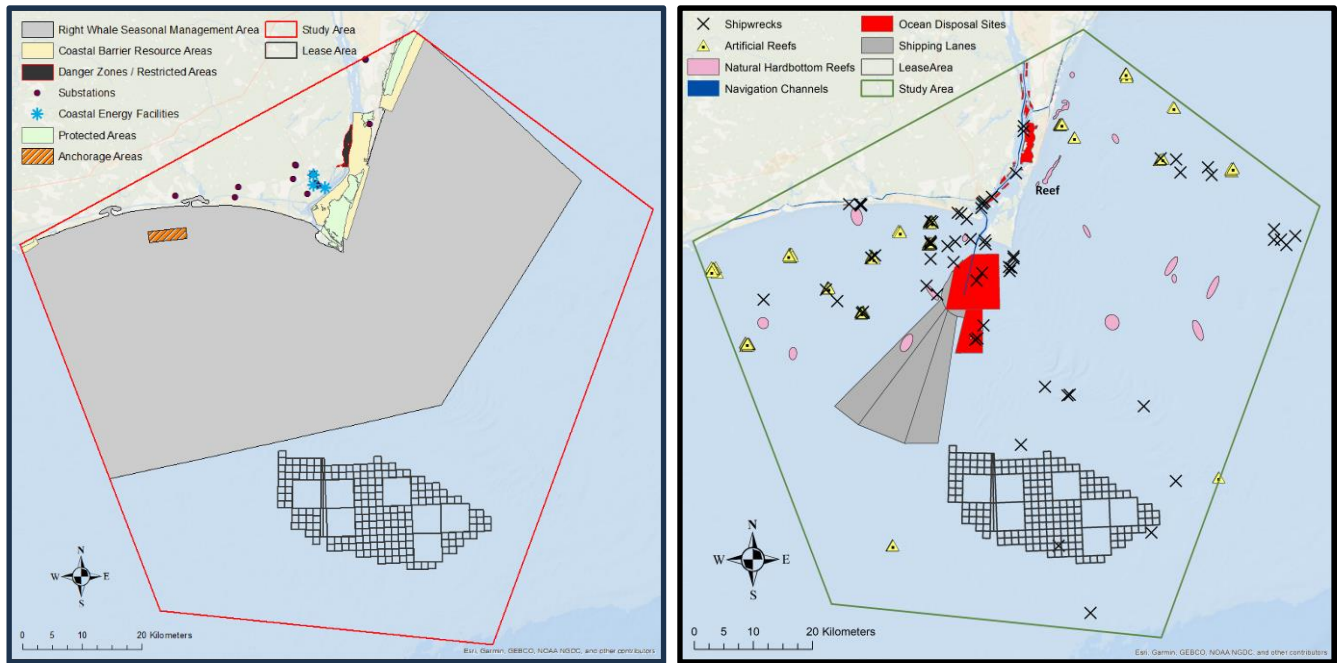 Right Whale Seasonal Management Area
Study Area
Coastal Barrier Resource Areas
Lease Area
Danger Zones / Restricted Areas
Substations
Coastal Energy Facilities
Protected Areas
Anchorage Areas
N
W E
S
0 5 10 20 Kilometers
Esri, Garmin, GEBCO, NOAA NGDC, and other contributors
Shipwrecks
Ocean Disposal Sites
Artificial Reefs
Shipping Lanes
Natural Hardbottom Reefs
LeaseArea
Navigation Channels
Study Area
Reef
N
W E
S
0 5 10 20 Kilometers
Esri, Garmin, GEBCO, NOAA NGDC, and other contributors